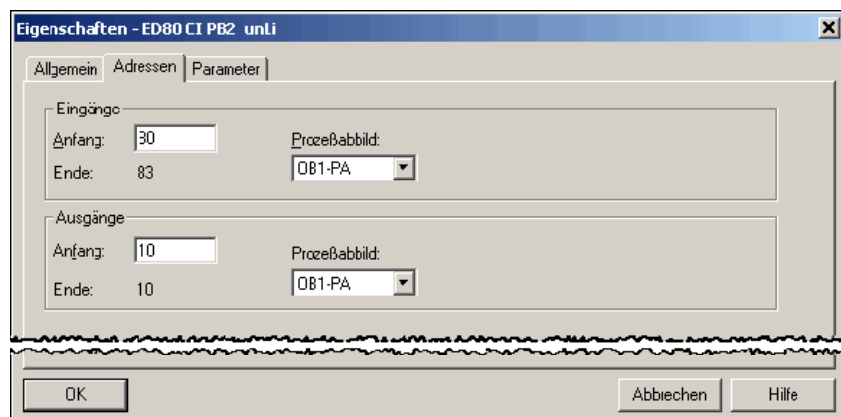 Eigenschaften - ED80 CI PB2 unLi
Allgemein Adressen Parameter
Eingänge
Anfang: 30 Prozeßabbild:
Ende: 83 OB1-PA
Ausgänge
Anfang: 10 Prozeßabbild:
Ende: 10 OB1-PA
OK Abbrechen Hilfe